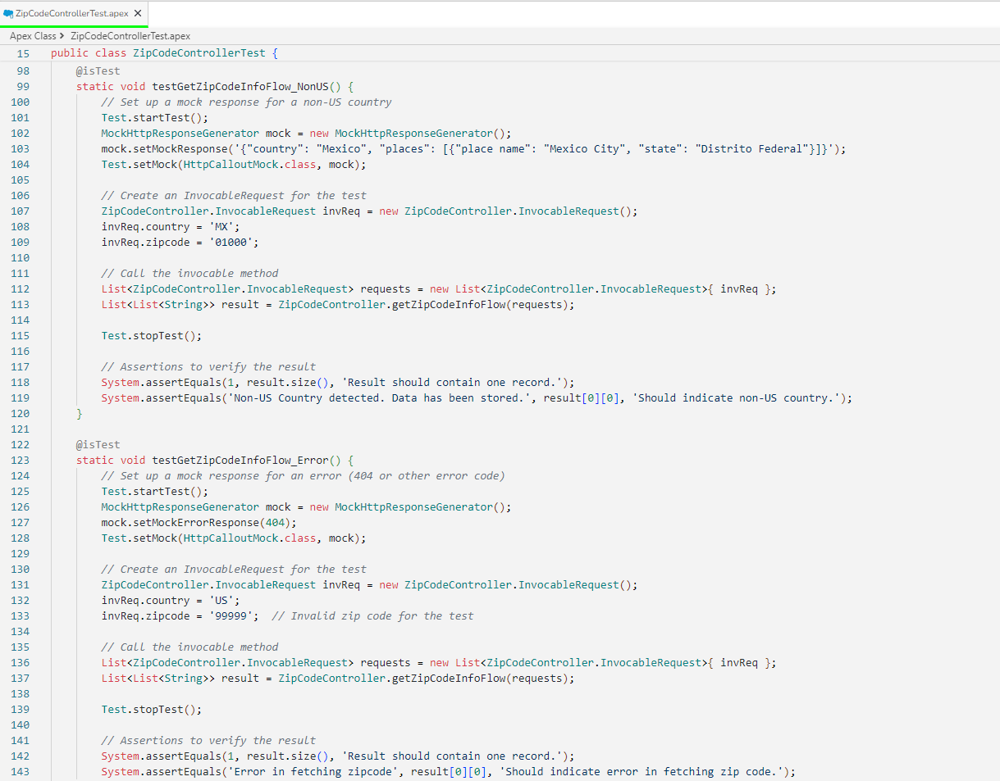 ZipCodeControllerTest.apex ✕
Apex Class > ZipCodeControllerTest.apex
15 public class ZipCodeControllerTest {
98 @isTest
99 static void testGetZipCodeInfoFlow_NonUS() {
100 // Set up a mock response for a non-US country
101 Test.startTest();
102 MockHttpResponseGenerator mock = new MockHttpResponseGenerator();
103 mock.setMockResponse('{"country": "Mexico", "places": [{"place name": "Mexico City", "state": "Distrito Federal"}]}');
104 Test.setMock(HttpCalloutMock.class, mock);
105
106 // Create an InvocableRequest for the test
107 ZipCodeController.InvocableRequest invReq = new ZipCodeController.InvocableRequest();
108 invReq.country = 'MX';
109 invReq.zipcode = '01000';
110
111 // Call the invocable method
112 List<ZipCodeController.InvocableRequest> requests = new List<ZipCodeController.InvocableRequest>{ invReq };
113 List<List<String>> result = ZipCodeController.getZipCodeInfoFlow(requests);
114
115 Test.stopTest();
116
117 // Assertions to verify the result
118 System.assertEquals(1, result.size(), 'Result should contain one record.');
119 System.assertEquals('Non-US Country detected. Data has been stored.', result[0][0], 'Should indicate non-US country.');
120 }
121
122 @isTest
123 static void testGetZipCodeInfoFlow_Error() {
124 // Set up a mock response for an error (404 or other error code)
125 Test.startTest();
126 MockHttpResponseGenerator mock = new MockHttpResponseGenerator();
127 mock.setMockErrorResponse(404);
128 Test.setMock(HttpCalloutMock.class, mock);
129
130 // Create an InvocableRequest for the test
131 ZipCodeController.InvocableRequest invReq = new ZipCodeController.InvocableRequest();
132 invReq.country = 'US';
133 invReq.zipcode = '99999';  // Invalid zip code for the test
134
135 // Call the invocable method
136 List<ZipCodeController.InvocableRequest> requests = new List<ZipCodeController.InvocableRequest>{ invReq };
137 List<List<String>> result = ZipCodeController.getZipCodeInfoFlow(requests);
138
139 Test.stopTest();
140
141 // Assertions to verify the result
142 System.assertEquals(1, result.size(), 'Result should contain one record.');
143 System.assertEquals('Error in fetching zipcode', result[0][0], 'Should indicate error in fetching zip code.');